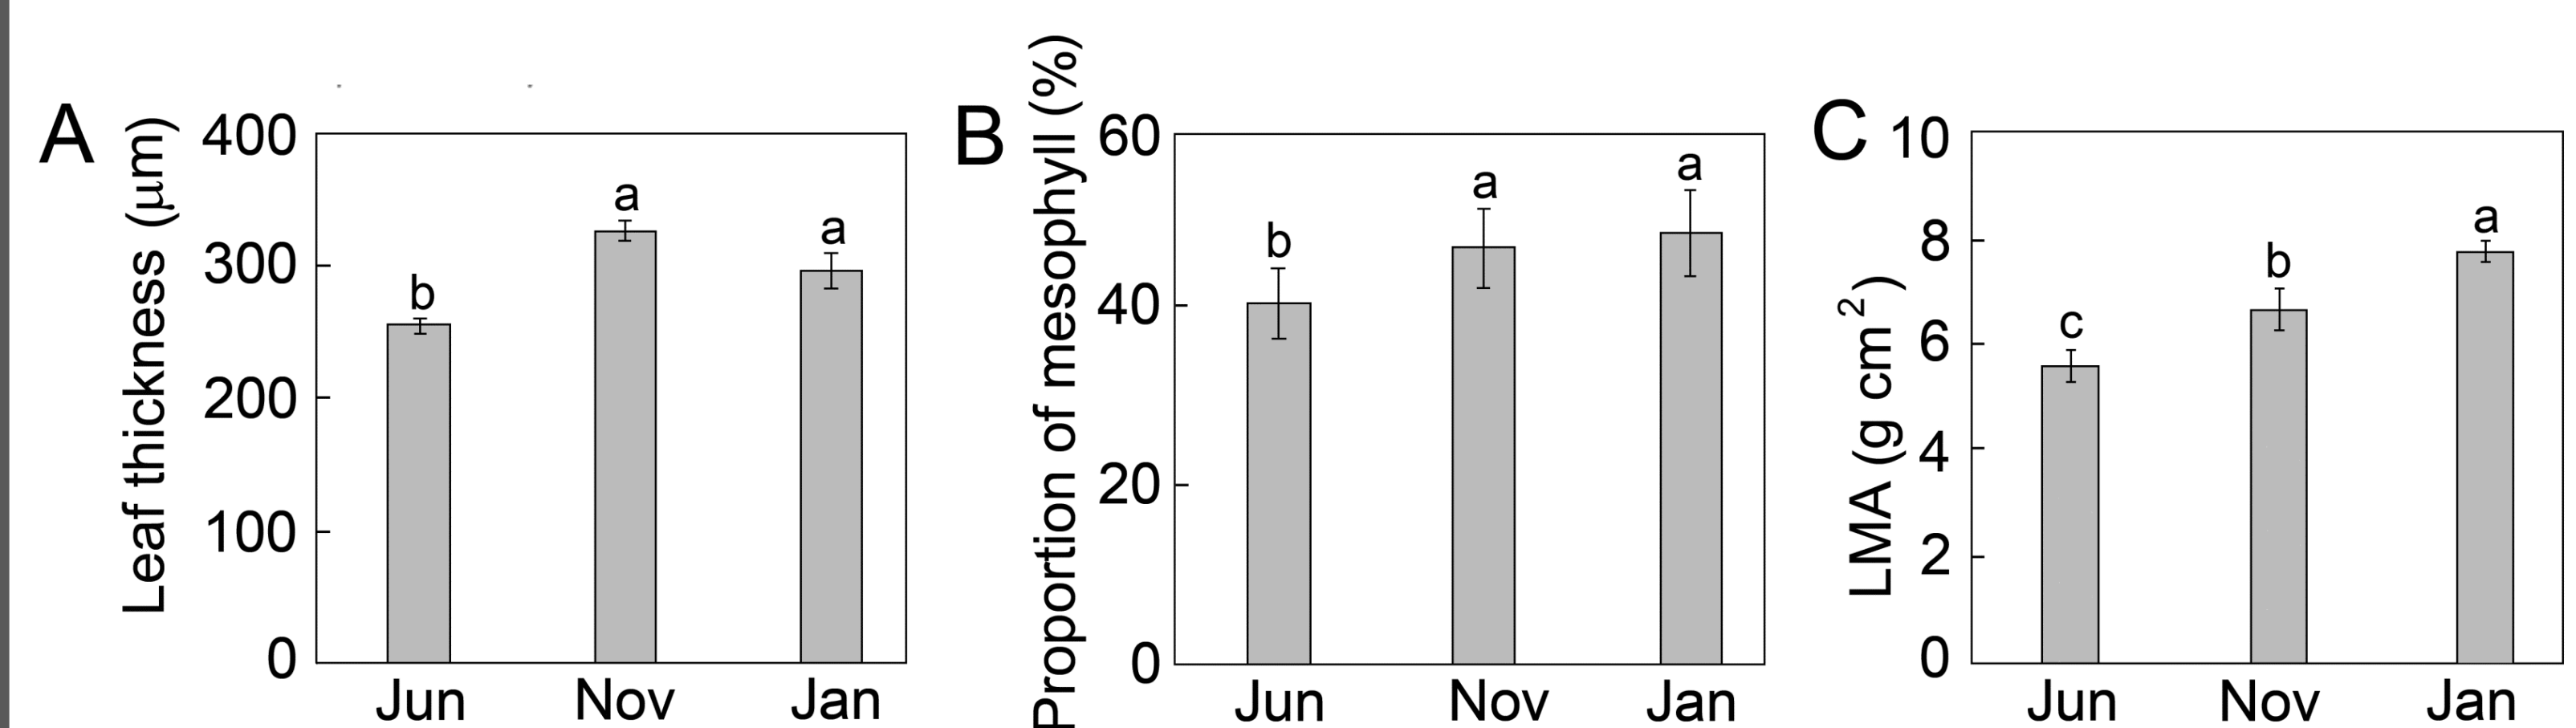 A
Leaf thickness (μm)
400
300
200
100
0
b
a
a
Jun
Nov
Jan
B
Proportion of mesophyll (%)
60
40
20
0
b
a
a
Jun
Nov
Jan
C
LMA (g cm²)
10
8
6
4
2
0
c
b
a
Jun
Nov
Jan